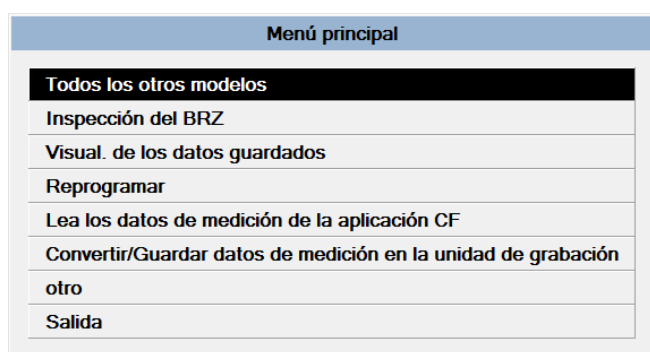 Menú principal
Todos los otros modelos
Inspección del BRZ
Visual. de los datos guardados
Reprogramar
Lea los datos de medición de la aplicación CF
Convertir/Guardar datos de medición en la unidad de grabación
otro
Salida